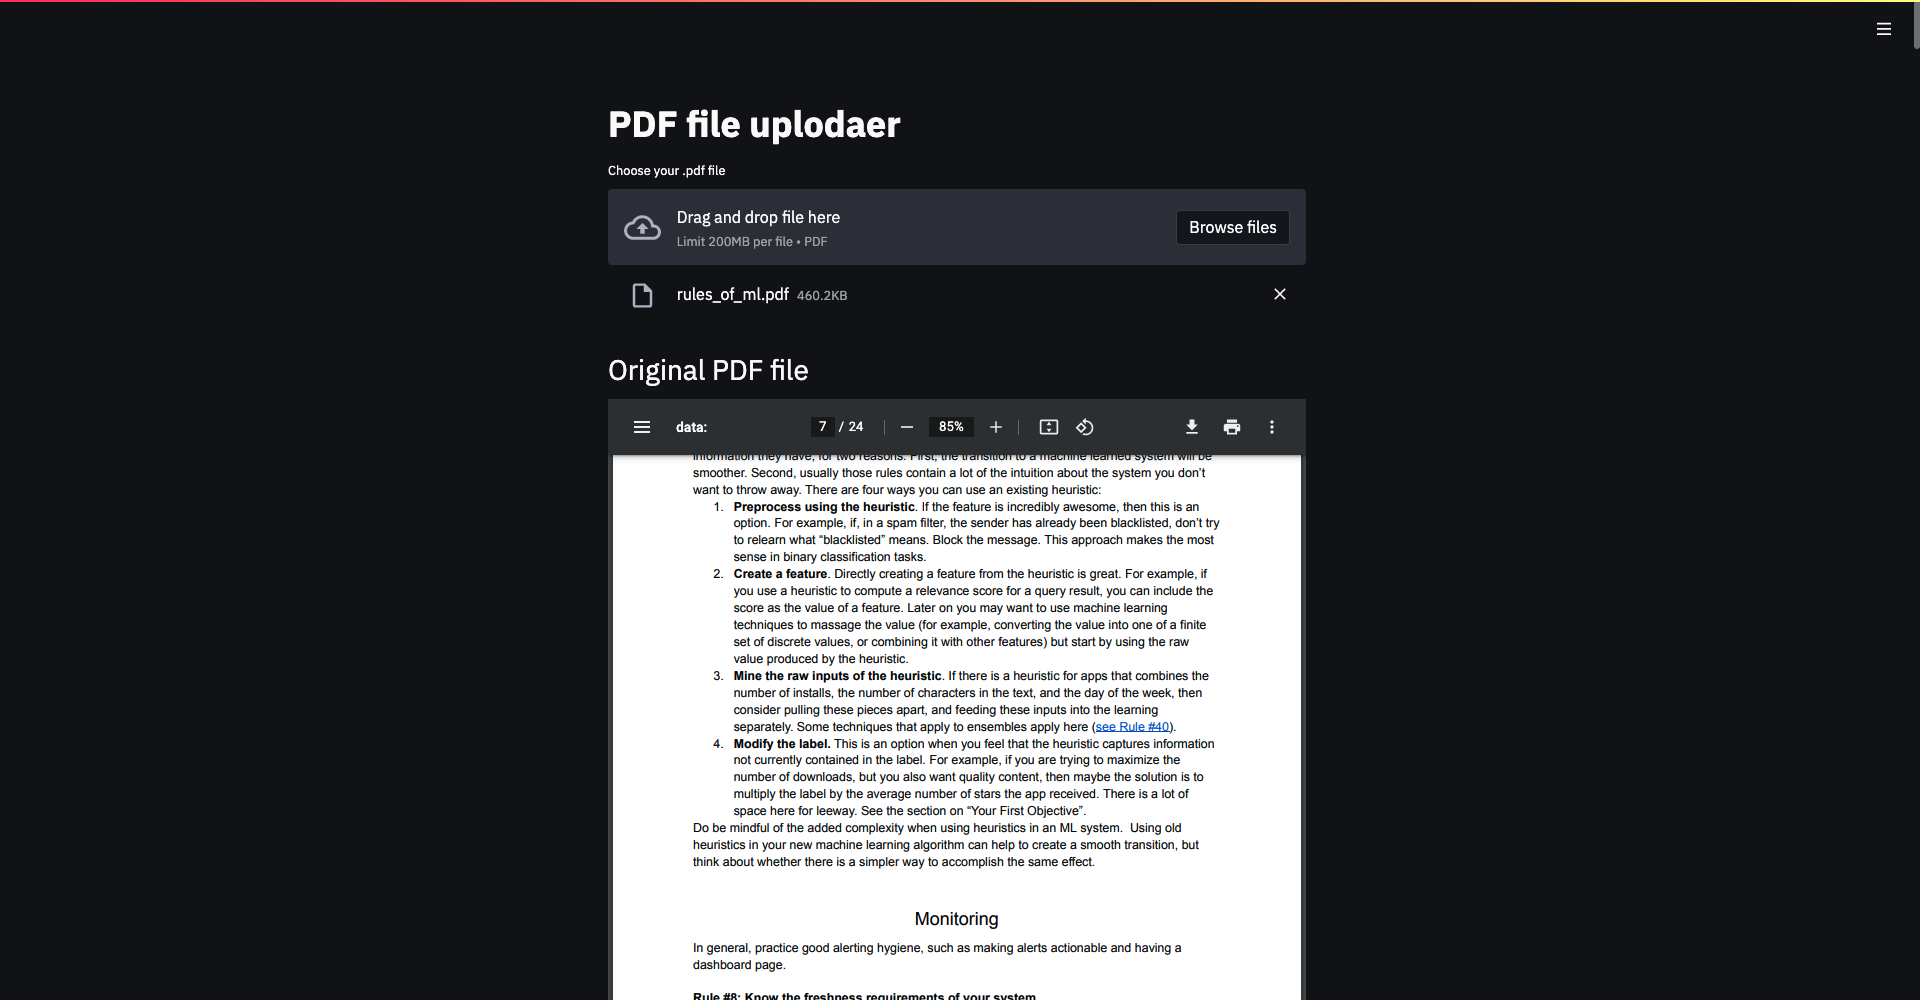 PDF file uplodaer
Choose your .pdf file
Drag and drop file here
Limit 200MB per file • PDF
Browse files
rules_of_ml.pdf 460.2KB
Original PDF file
data:
7 / 24
85%
information they have, for two reasons. First, the transition to a machine learned system will be
smoother. Second, usually those rules contain a lot of the intuition about the system you don’t
want to throw away. There are four ways you can use an existing heuristic:
1. Preprocess using the heuristic. If the feature is incredibly awesome, then this is an
option. For example, if, in a spam filter, the sender has already been blacklisted, don’t try
to relearn what “blacklisted” means. Block the message. This approach makes the most
sense in binary classification tasks.
2. Create a feature. Directly creating a feature from the heuristic is great. For example, if
you use a heuristic to compute a relevance score for a query result, you can include the
score as the value of a feature. Later on you may want to use machine learning
techniques to massage the value (for example, converting the value into one of a finite
set of discrete values, or combining it with other features) but start by using the raw
value produced by the heuristic.
3. Mine the raw inputs of the heuristic. If there is a heuristic for apps that combines the
number of installs, the number of characters in the text, and the day of the week, then
consider pulling these pieces apart, and feeding these inputs into the learning
separately. Some techniques that apply to ensembles apply here (see Rule #40).
4. Modify the label. This is an option when you feel that the heuristic captures information
not currently contained in the label. For example, if you are trying to maximize the
number of downloads, but you also want quality content, then maybe the solution is to
multiply the label by the average number of stars the app received. There is a lot of
space here for leeway. See the section on “Your First Objective”.
Do be mindful of the added complexity when using heuristics in an ML system. Using old
heuristics in your new machine learning algorithm can help to create a smooth transition, but
think about whether there is a simpler way to accomplish the same effect.
Monitoring
In general, practice good alerting hygiene, such as making alerts actionable and having a
dashboard page.
Rule #8: Know the freshness requirements of your system.